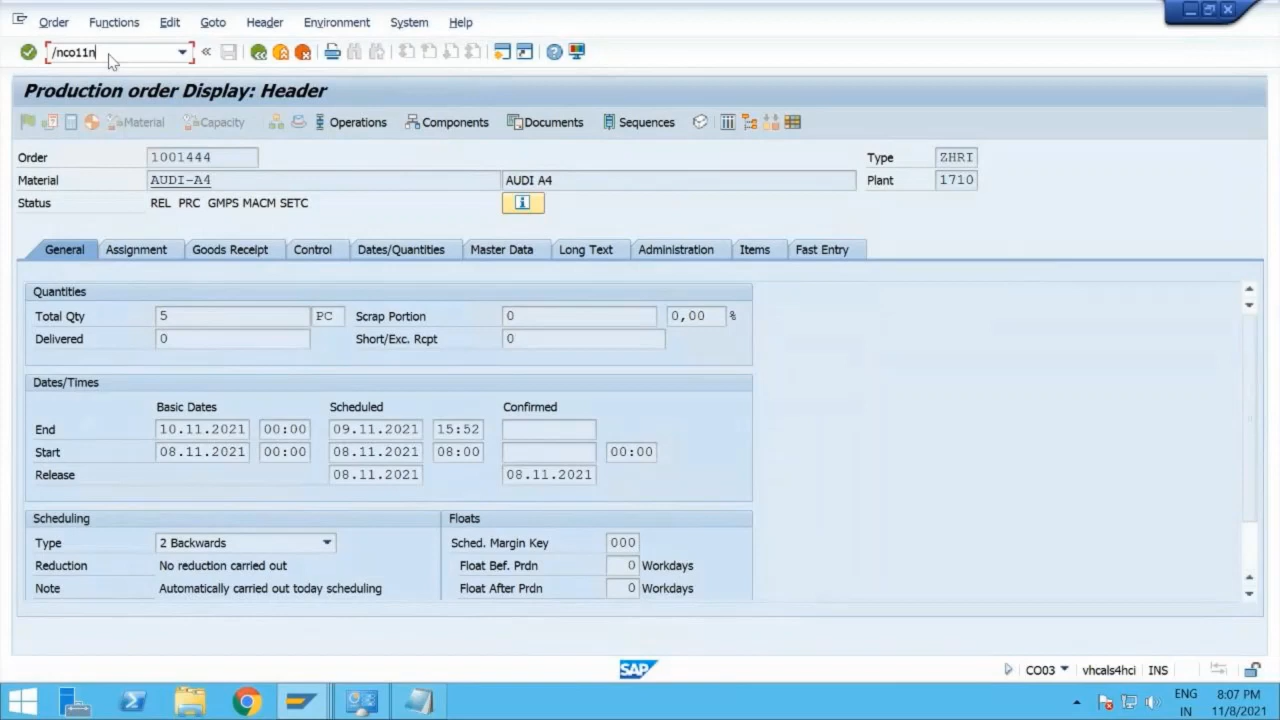 Order Functions Edit Goto Header Environment System Help
/nco11n
Production order Display: Header
Material Capacity Operations Components Documents Sequences
Order 1001444 Type ZHRI
Material AUDI-A4 AUDI A4 Plant 1710
Status REL PRC GMPS MACM SETC
General Assignment Goods Receipt Control Dates/Quantities Master Data Long Text Administration Items Fast Entry
Quantities
Total Qty 5 PC Scrap Portion 0 0,00 %
Delivered 0 Short/Exc. Rcpt 0
Dates/Times
Basic Dates Scheduled Confirmed
End 10.11.2021 00:00 09.11.2021 15:52
Start 08.11.2021 00:00 08.11.2021 08:00 00:00
Release 08.11.2021 08.11.2021
Scheduling Floats
Type 2 Backwards Sched. Margin Key 000
Reduction No reduction carried out Float Bef. Prdn 0 Workdays
Note Automatically carried out today scheduling Float After Prdn 0 Workdays
SAP CO03 vhcals4hci INS
ENG 8:07 PM
IN 11/8/2021